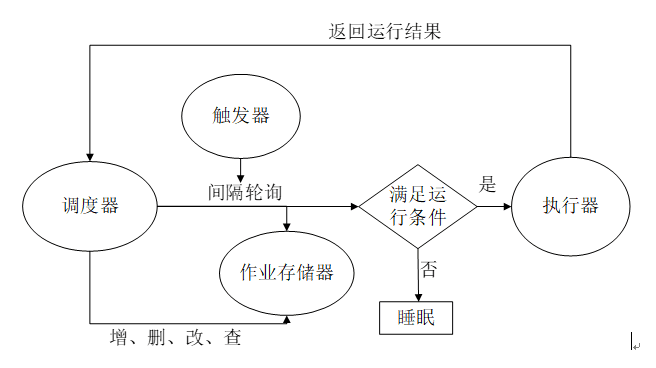 返回运行结果
触发器
间隔轮询
调度器
满足运
行条件
是
执行器
作业存储器
否
睡眠
增、删、改、查